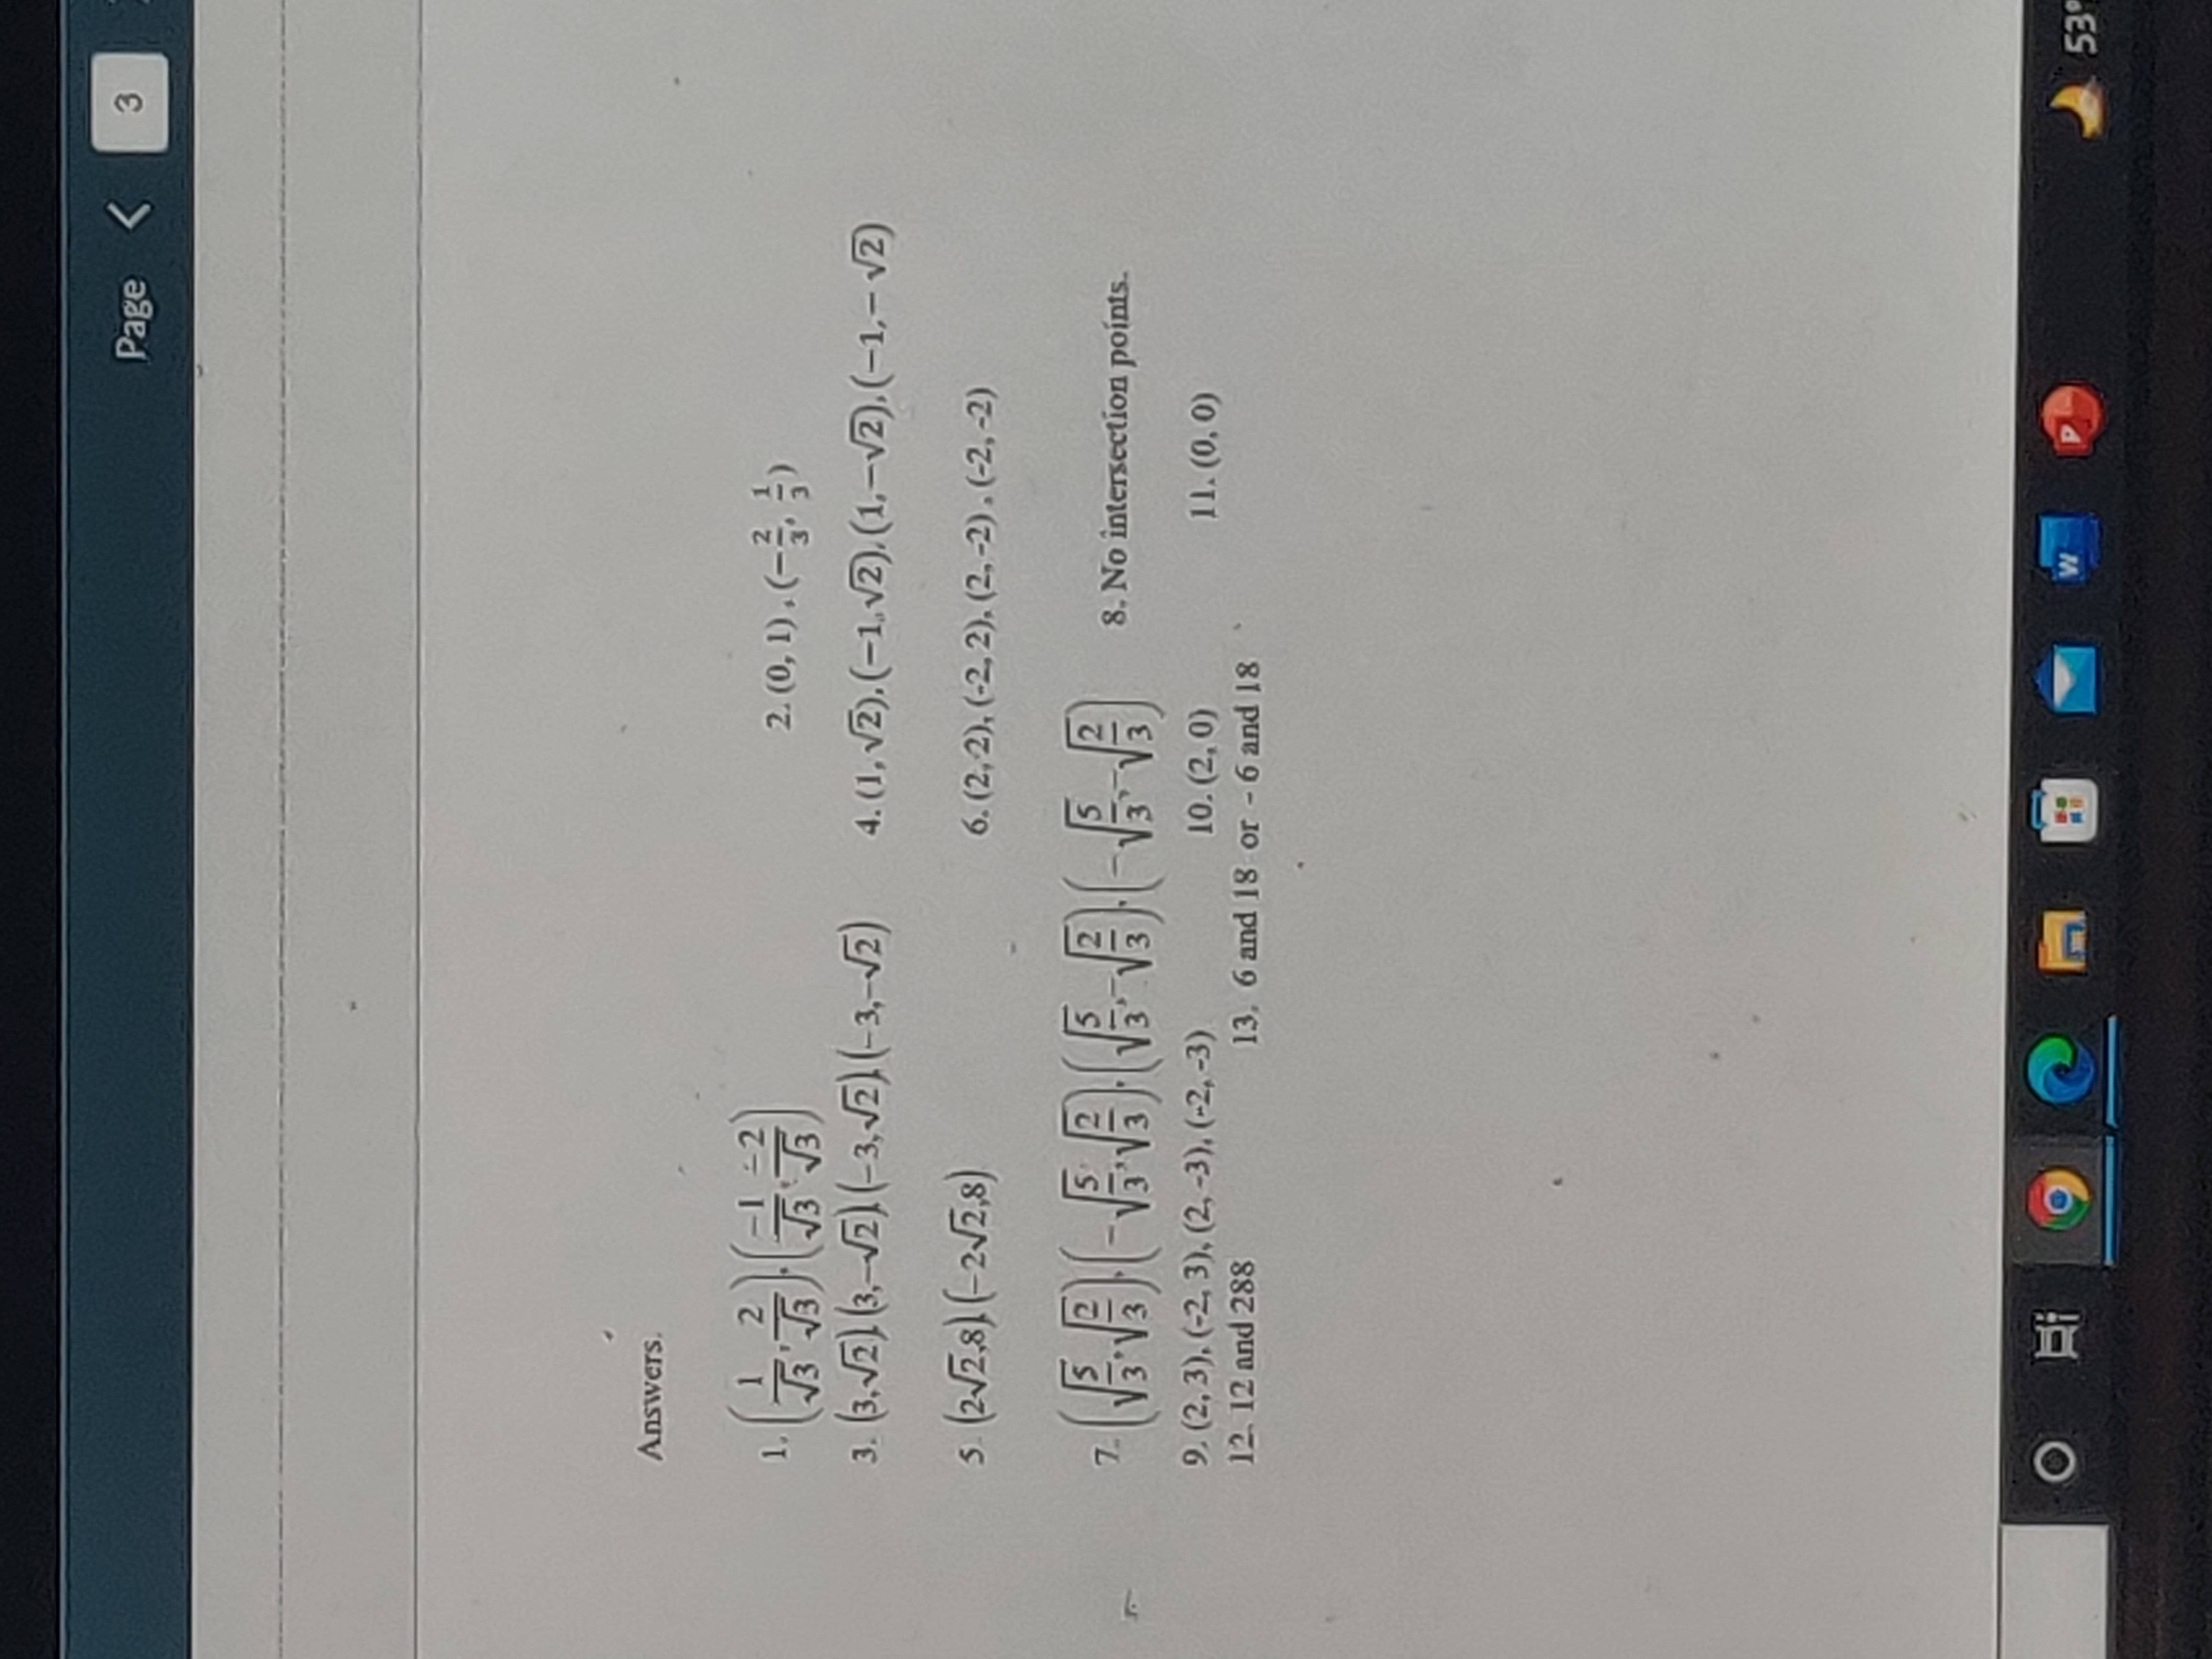 Page < 3
Answers.
1. (1/√3, 2/√3), (−1/√3, −2/√3) 2. (0, 1), (−2/3, 1/3)
3. (3,√2), (3,−√2), (−3,√2), (−3,−√2) 4. (1,√2), (−1,√2), (1,−√2), (−1,−√2)
5. (2√2,8), (−2√2,8) 6. (2,2), (-2,2), (2,-2), (-2,-2)
7. (√5/3, √2/3), (−√5/3, √2/3), (√5/3, −√2/3), (−√5/3, −√2/3) 8. No intersection points.
9. (2, 3), (-2, 3), (2, -3), (-2, -3) 10. (2, 0) 11. (0, 0)
12. 12 and 288 13. 6 and 18 or - 6 and 18
W P 53°